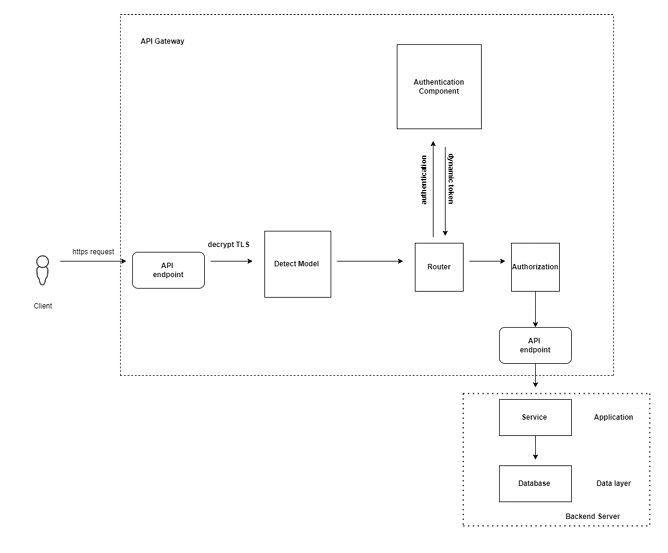 API Gateway
Authentication
Component
authentication
dynamic token
https request
decrypt TLS
API
endpoint
Detect Model
Router
Authorization
Client
API
endpoint
Service
Application
Database
Data layer
Backend Server